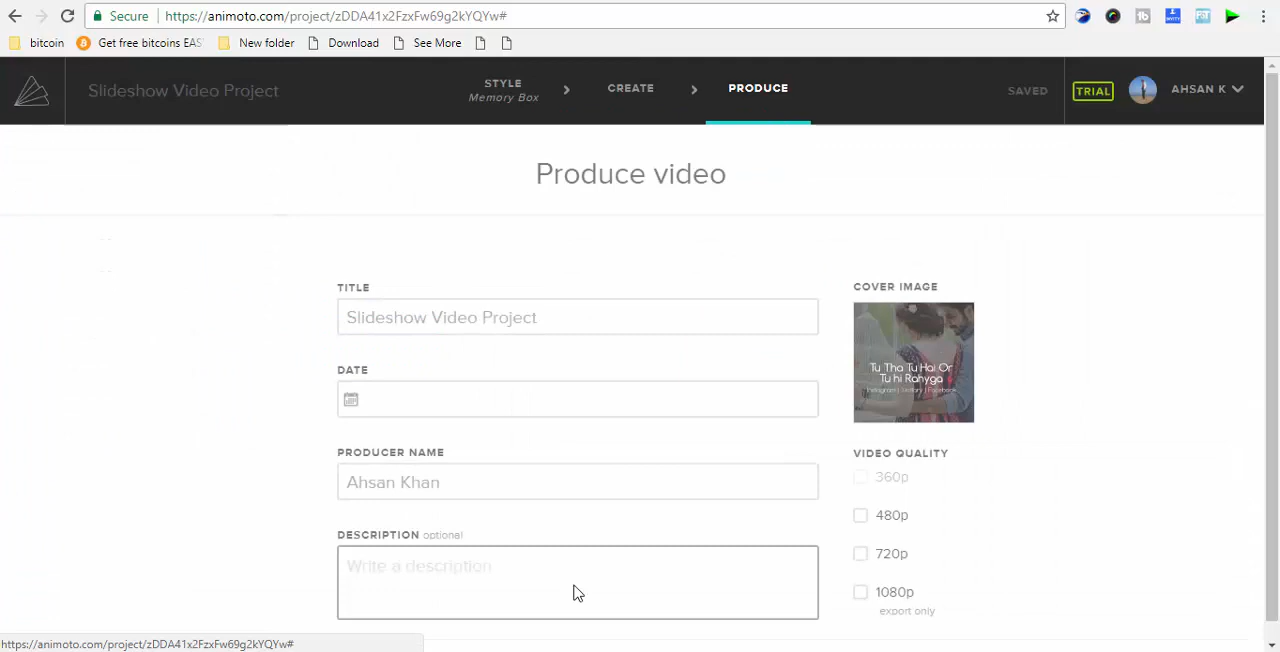 Secure
https://animoto.com/project/zDDA41x2FzxFw69g2kYQYw#
bitcoin Get free bitcoins EAS New folder Download See More
Slideshow Video Project
STYLE
Memory Box
CREATE
PRODUCE
SAVED
TRIAL
AHSAN K
Produce video
TITLE
Slideshow Video Project
DATE
PRODUCER NAME
Ahsan Khan
DESCRIPTION optional
Write a description
COVER IMAGE
Tu Tha Tu Hai Or
Tu hi Rahyga
VIDEO QUALITY
360p
480p
720p
1080p
export only
https://animoto.com/project/zDDA41x2FzxFw69g2kYQYw#